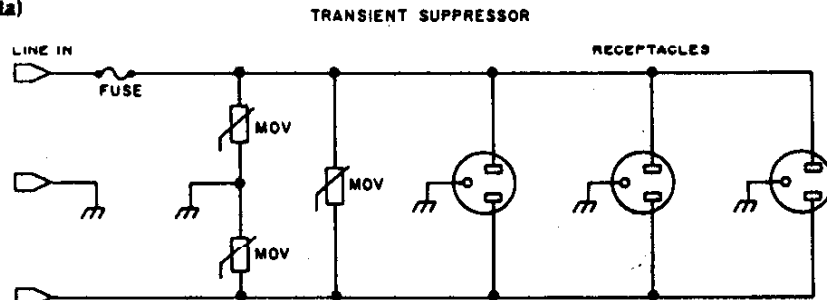 (a)
TRANSIENT SUPPRESSOR
LINE IN
RECEPTACLES
FUSE
MOV
MOV
MOV